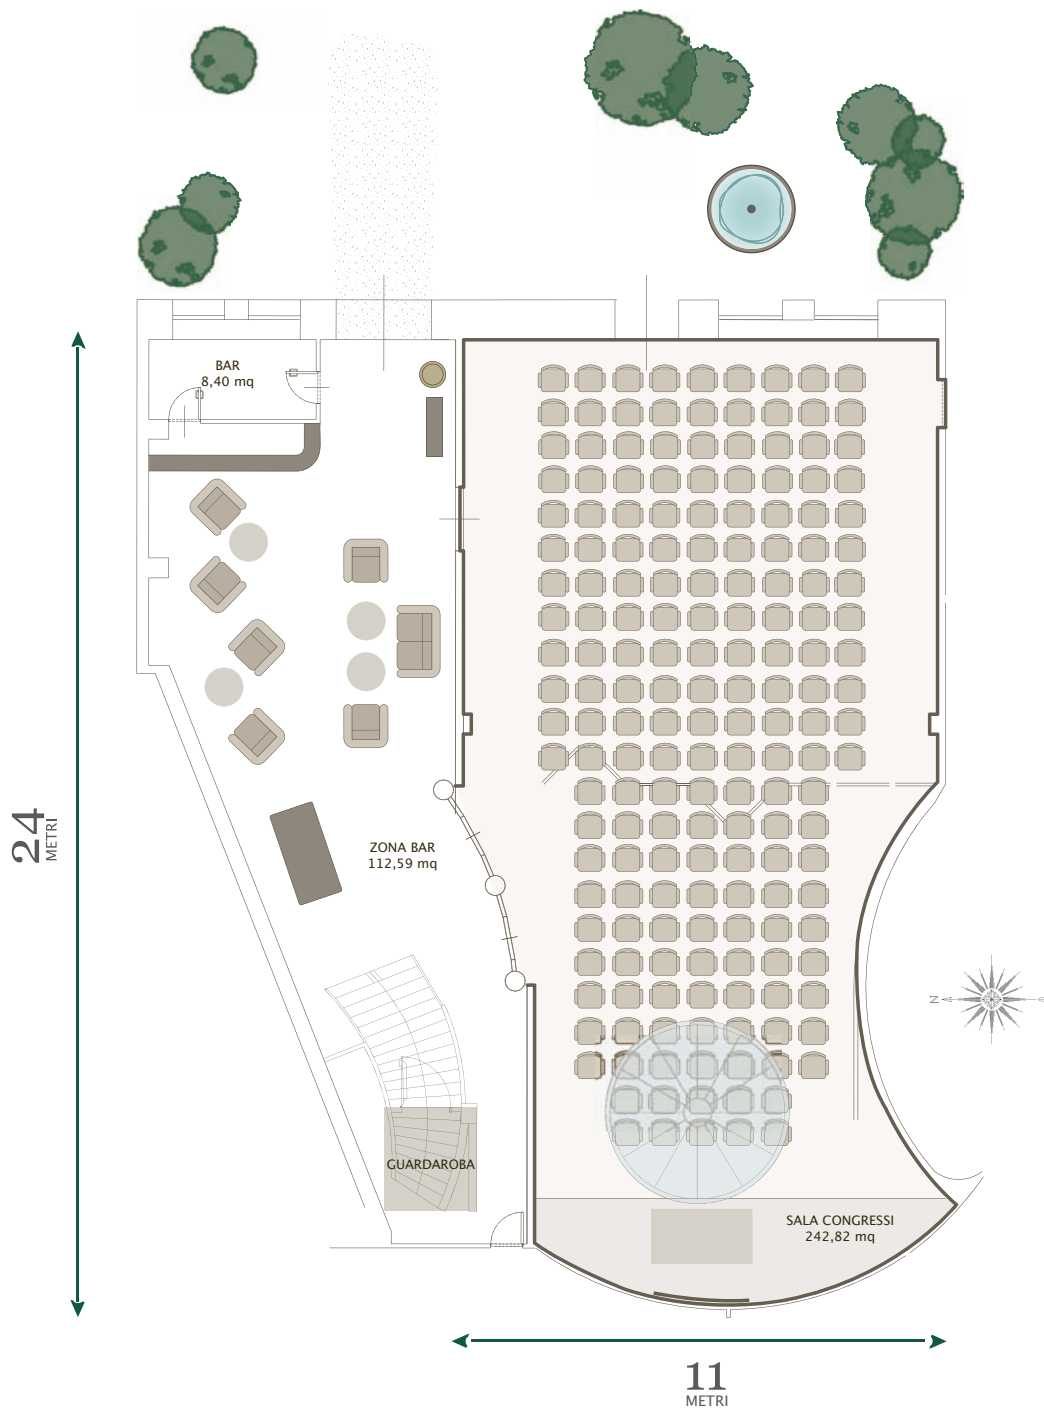 BAR
8,40 mq
24
METRI
ZONA BAR
112,59 mq
N
GUARDAROBA
SALA CONGRESSI
242,82 mq
11
METRI